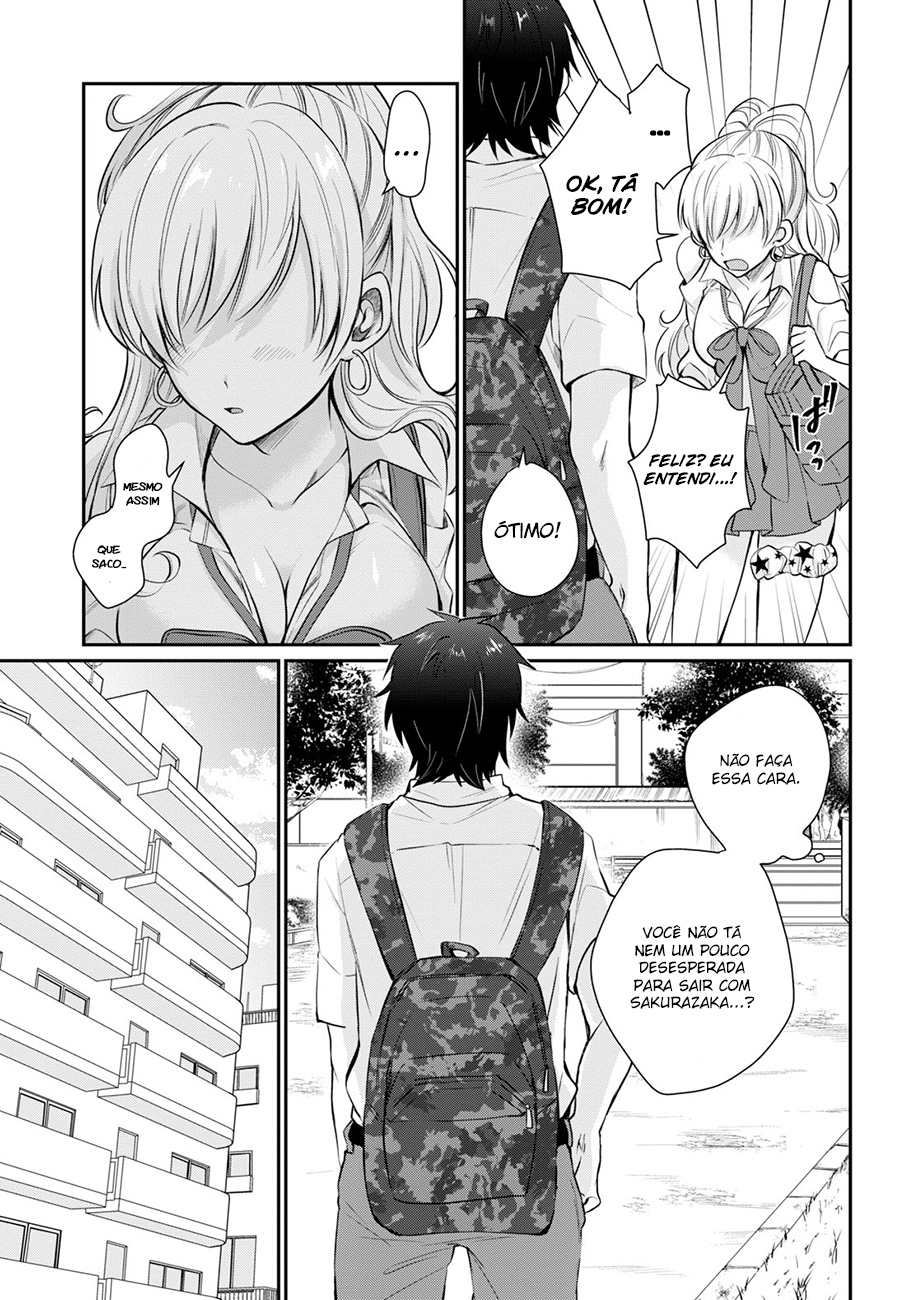 ...
OK, TÁ
BOM!
FELIZ? EU
ENTENDI...!
ÓTIMO!
...
MESMO
ASSIM
QUE
SACO...
NÃO FAÇA
ESSA CARA.
VOCÊ NÃO TÁ
NEM UM POUCO
DESESPERADA
PARA SAIR COM
SAKURAZAKA...?